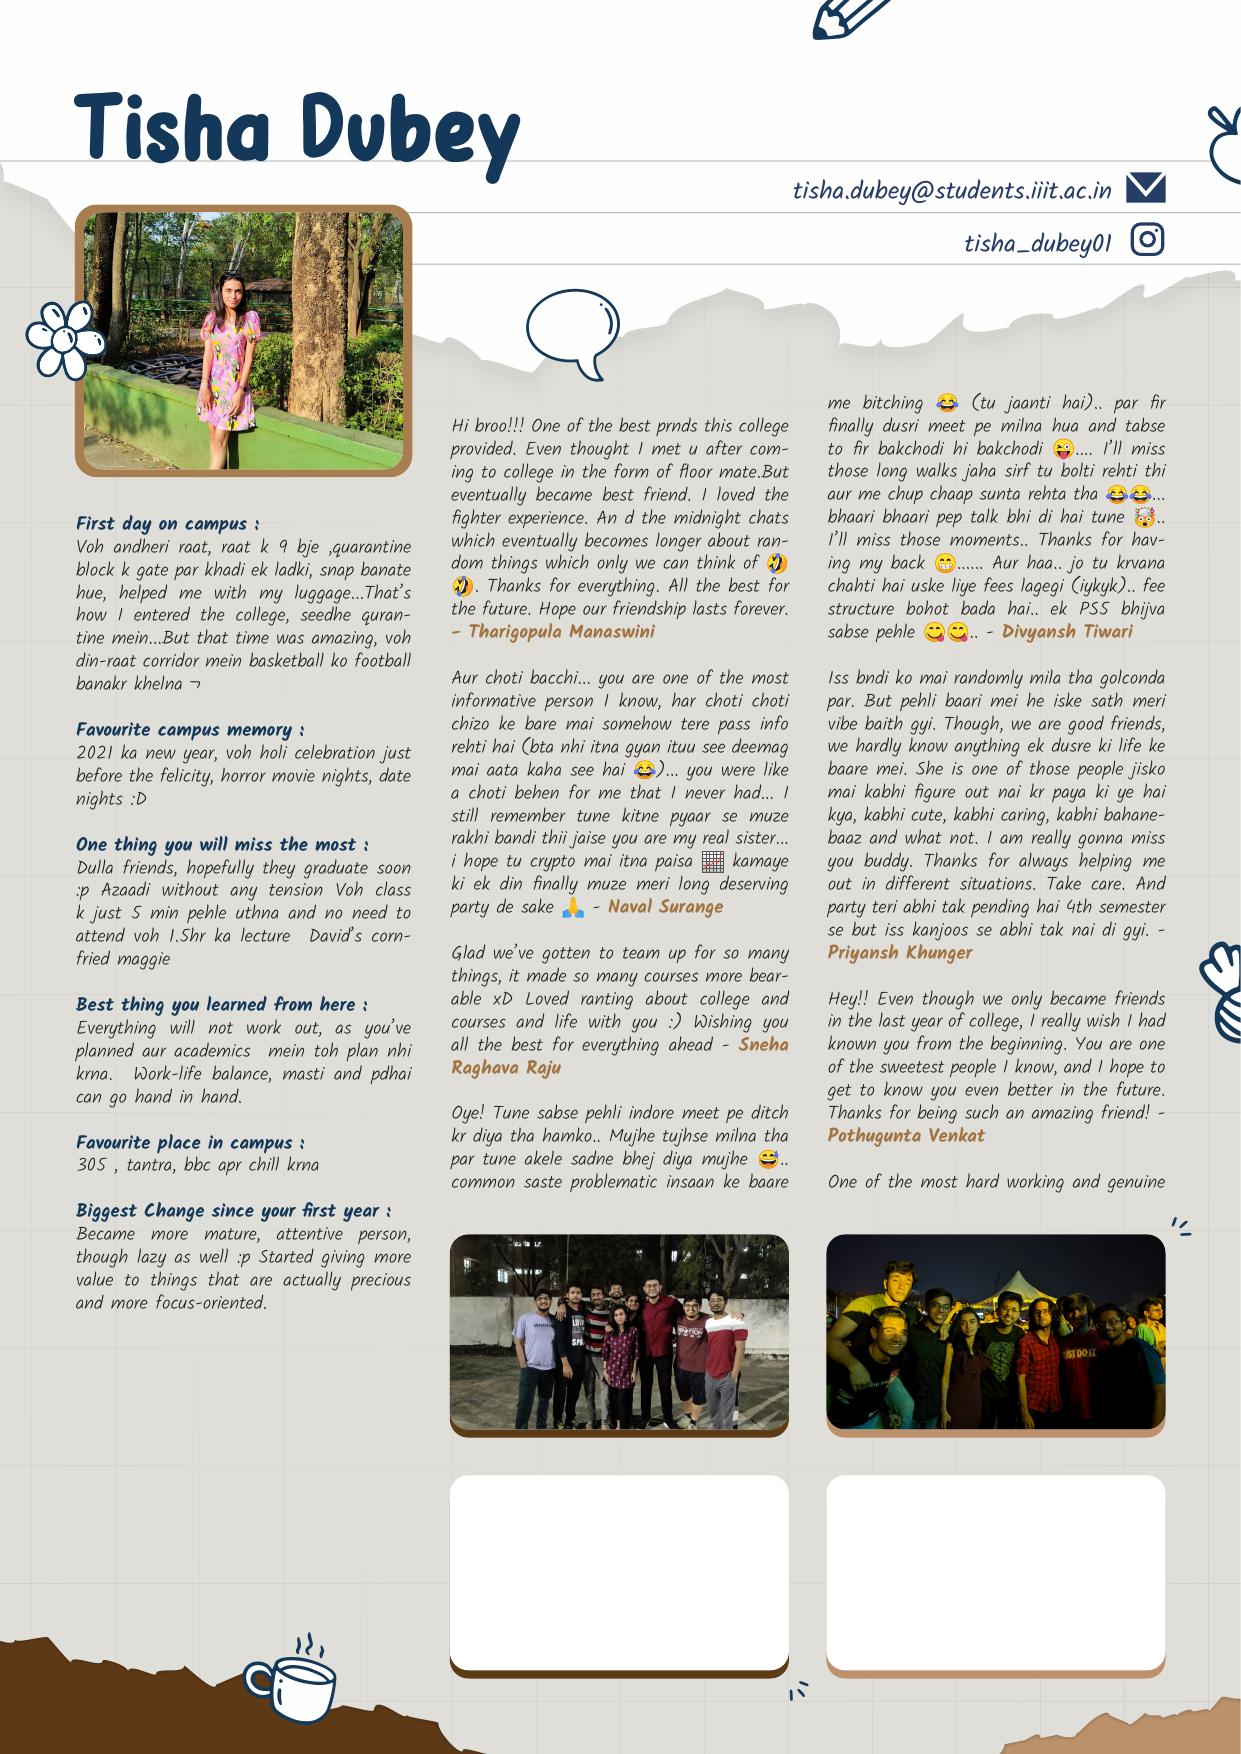 Tisha Dubey
tisha.dubey@students.iiit.ac.in
tisha_dubey01
First day on campus :
Voh andheri raat, raat k 9 bje ,quarantine
block k gate par khadi ek ladki, snap banate
hue, helped me with my luggage...That's
how I entered the college, seedhe quran-
tine mein...But that time was amazing, voh
din-raat corridor mein basketball ko football
banakr khelna ¬
Favourite campus memory :
2021 ka new year, voh holi celebration just
before the felicity, horror movie nights, date
nights :D
One thing you will miss the most :
Dulla friends, hopefully they graduate soon
:p Azaadi without any tension Voh class
k just 5 min pehle uthna and no need to
attend voh 1.5hr ka lecture David's corn-
fried maggie
Best thing you learned from here :
Everything will not work out, as you've
planned aur academics mein toh plan nhi
krna. Work-life balance, masti and pdhai
can go hand in hand.
Favourite place in campus :
305 , tantra, bbc apr chill krna
Biggest Change since your first year :
Became more mature, attentive person,
though lazy as well :p Started giving more
value to things that are actually precious
and more focus-oriented.
Hi broo!!! One of the best prnds this college
provided. Even thought I met u after com-
ing to college in the form of floor mate.But
eventually became best friend. I loved the
fighter experience. An d the midnight chats
which eventually becomes longer about ran-
dom things which only we can think of 🤣
🤣. Thanks for everything. All the best for
the future. Hope our friendship lasts forever.
- Tharigopula Manaswini
Aur choti bacchi... you are one of the most
informative person I know, har choti choti
chizo ke bare mai somehow tere pass info
rehti hai (bta nhi itna gyan ituu see deemag
mai aata kaha see hai 😂)... you were like
a choti behen for me that I never had... I
still remember tune kitne pyaar se muze
rakhi bandi thii jaise you are my real sister...
i hope tu crypto mai itna paisa 📈 kamaye
ki ek din finally muze meri long deserving
party de sake 🙏 - Naval Surange
Glad we've gotten to team up for so many
things, it made so many courses more bear-
able xD Loved ranting about college and
courses and life with you :) Wishing you
all the best for everything ahead - Sneha
Raghava Raju
Oye! Tune sabse pehli indore meet pe ditch
kr diya tha hamko.. Mujhe tujhse milna tha
par tune akele sadne bhej diya mujhe 😅..
common saste problematic insaan ke baare
me bitching 😂 (tu jaanti hai).. par fir
finally dusri meet pe milna hua and tabse
to fir bakchodi hi bakchodi 😜.... I'll miss
those long walks jaha sirf tu bolti rehti thi
aur me chup chaap sunta rehta tha 😂😂...
bhaari bhaari pep talk bhi di hai tune 🤯..
I'll miss those moments.. Thanks for hav-
ing my back 😁...... Aur haa.. jo tu krvana
chahti hai uske liye fees lagegi (iykyk).. fee
structure bohot bada hai.. ek PS5 bhijva
sabse pehle 😋😋.. - Divyansh Tiwari
Iss bndi ko mai randomly mila tha golconda
par. But pehli baari mei he iske sath meri
vibe baith gyi. Though, we are good friends,
we hardly know anything ek dusre ki life ke
baare mei. She is one of those people jisko
mai kabhi figure out nai kr paya ki ye hai
kya, kabhi cute, kabhi caring, kabhi bahane-
baaz and what not. I am really gonna miss
you buddy. Thanks for always helping me
out in different situations. Take care. And
party teri abhi tak pending hai 4th semester
se but iss kanjoos se abhi tak nai di gyi. -
Priyansh Khunger
Hey!! Even though we only became friends
in the last year of college, I really wish I had
known you from the beginning. You are one
of the sweetest people I know, and I hope to
get to know you even better in the future.
Thanks for being such an amazing friend! -
Pothugunta Venkat
One of the most hard working and genuine
JUST DO IT